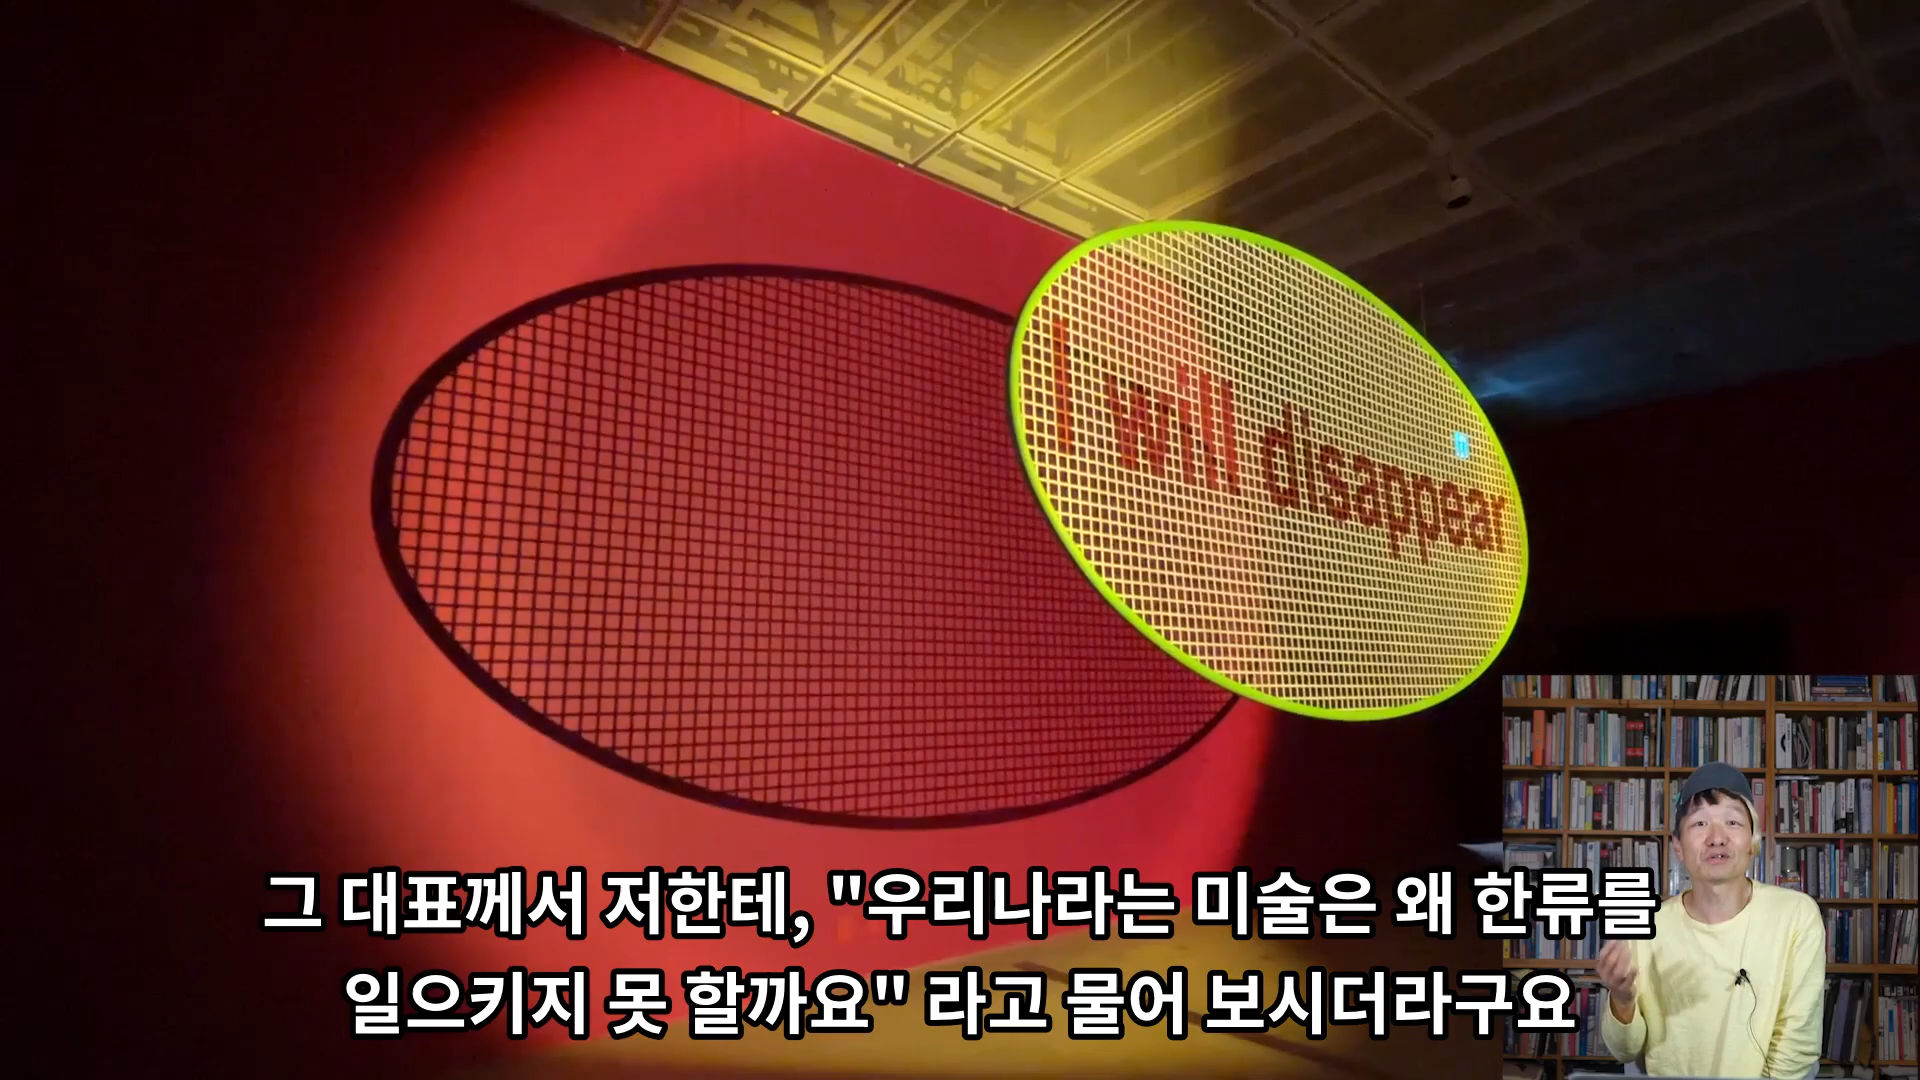 I will disappear
그 대표께서 저한테, "우리나라는 미술은 왜 한류를
일으키지 못 할까요" 라고 물어 보시더라구요